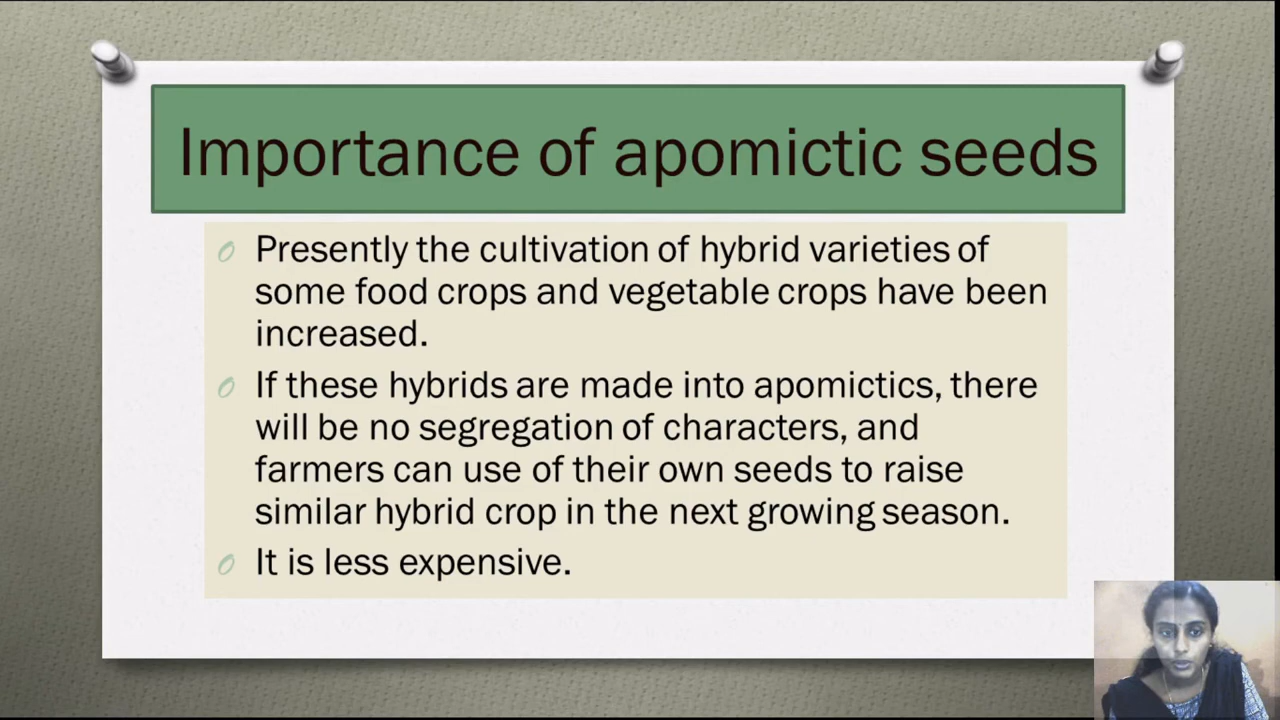 Importance of apomictic seeds
Presently the cultivation of hybrid varieties of
some food crops and vegetable crops have been
increased.
If these hybrids are made into apomictics, there
will be no segregation of characters, and
farmers can use of their own seeds to raise
similar hybrid crop in the next growing season.
It is less expensive.